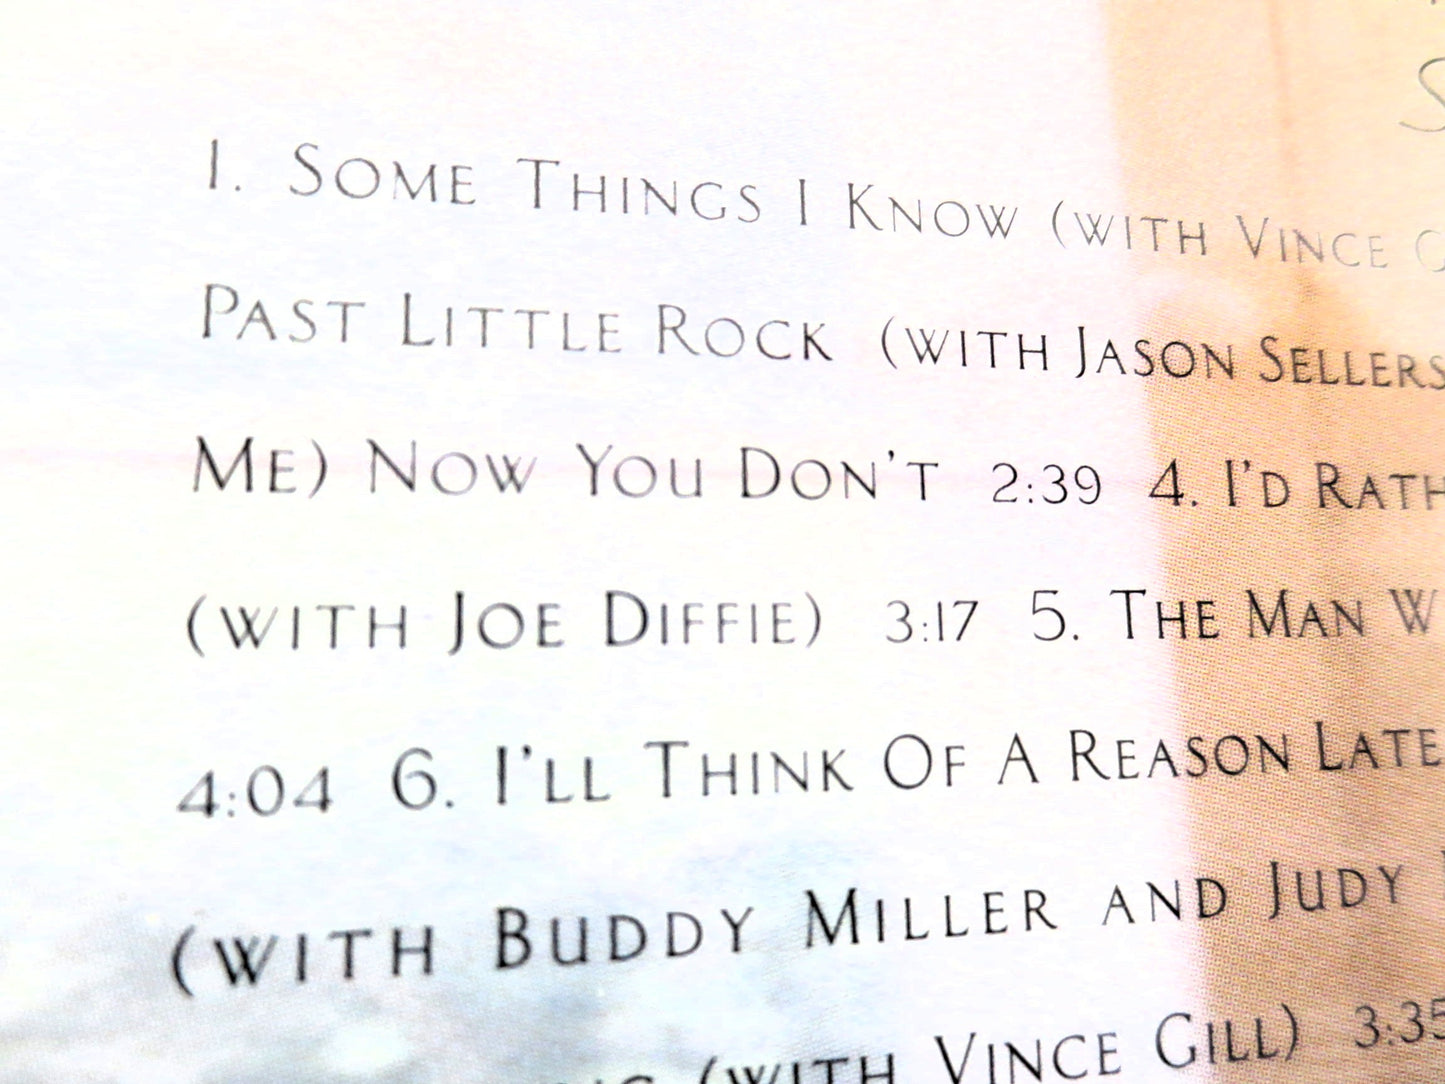 1. Some Things I Know (with Vince
Past Little Rock (with Jason Sellers
Me) Now You Don't 2:39 4. I'd
(with Joe Diffie) 3:17 5. The Man
4:04 6. I'll Think Of A Reason
(with Buddy Miller and Judy
(with Vince Gill) 3:35